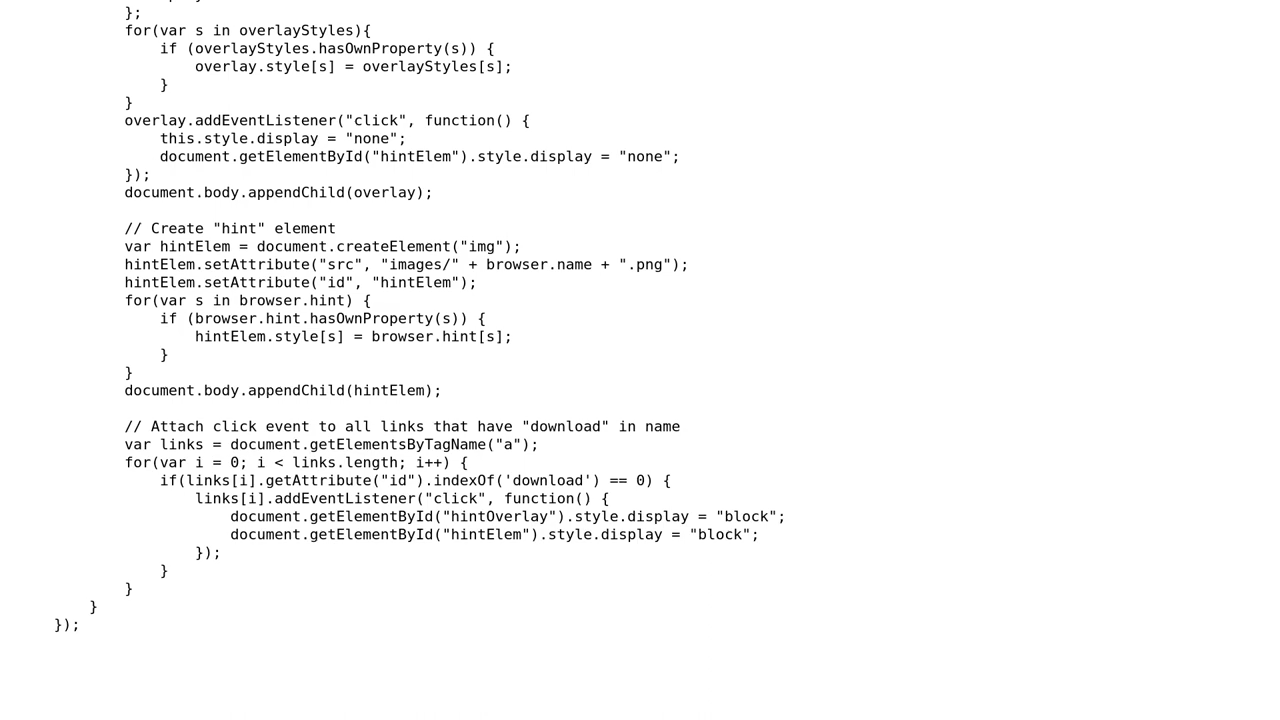 };
for(var s in overlayStyles){
if (overlayStyles.hasOwnProperty(s)) {
overlay.style[s] = overlayStyles[s];
}
}
overlay.addEventListener("click", function() {
this.style.display = "none";
document.getElementById("hintElem").style.display = "none";
});
document.body.appendChild(overlay);

// Create "hint" element
var hintElem = document.createElement("img");
hintElem.setAttribute("src", "images/" + browser.name + ".png");
hintElem.setAttribute("id", "hintElem");
for(var s in browser.hint) {
if (browser.hint.hasOwnProperty(s)) {
hintElem.style[s] = browser.hint[s];
}
}
document.body.appendChild(hintElem);

// Attach click event to all links that have "download" in name
var links = document.getElementsByTagName("a");
for(var i = 0; i < links.length; i++) {
if(links[i].getAttribute("id").indexOf('download') == 0) {
links[i].addEventListener("click", function() {
document.getElementById("hintOverlay").style.display = "block";
document.getElementById("hintElem").style.display = "block";
});
}
}
}
});